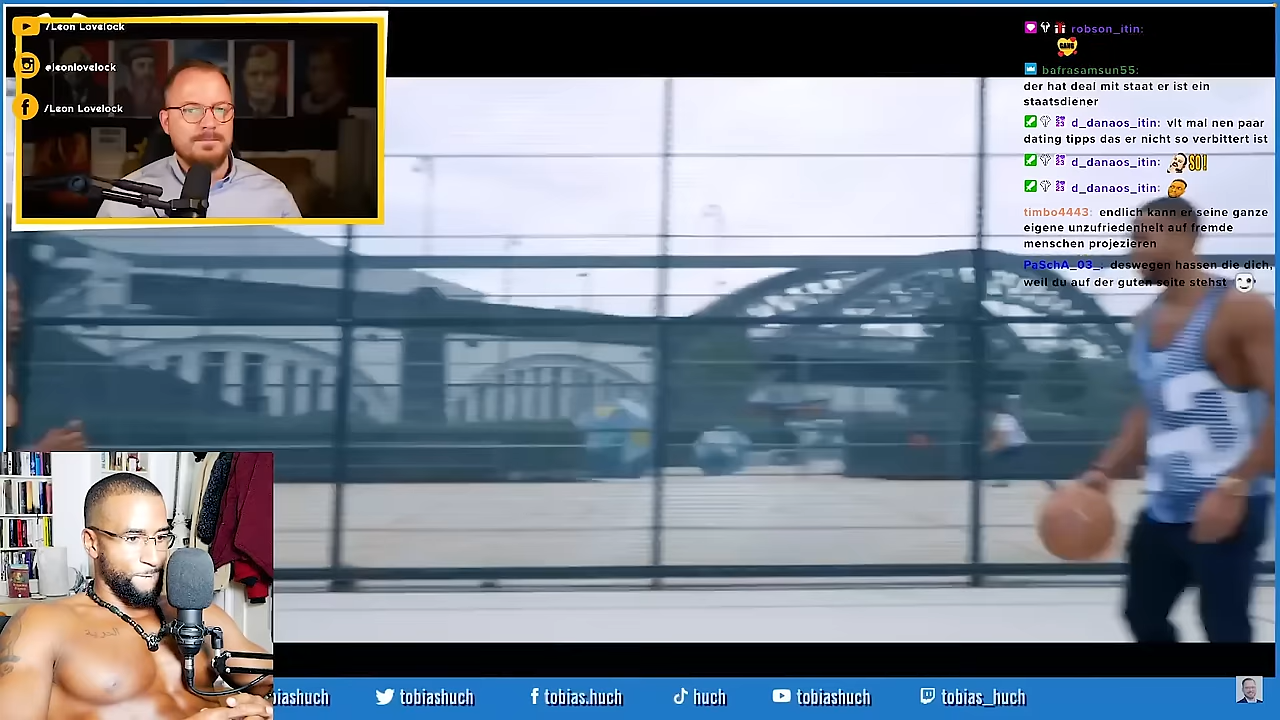 /Leon Lovelock
@leonlovelock
/Leon Lovelock
robson_itin:
GANG
bafrasamsun55:
der hat deal mit staat er ist ein
staatsdiener
d_danaos_itin: vlt mal nen paar
dating tipps das er nicht so verbittert ist
d_danaos_itin: SO!
d_danaos_itin:
timbo4443: endlich kann er seine ganze
eigene unzufriedenheit auf fremde
menschen projezieren
PaSchA_03_: deswegen hassen die dich,
weil du auf der guten seite stehst
iashuch
tobiashuch
tobias.huch
huch
tobiashuch
tobias_huch